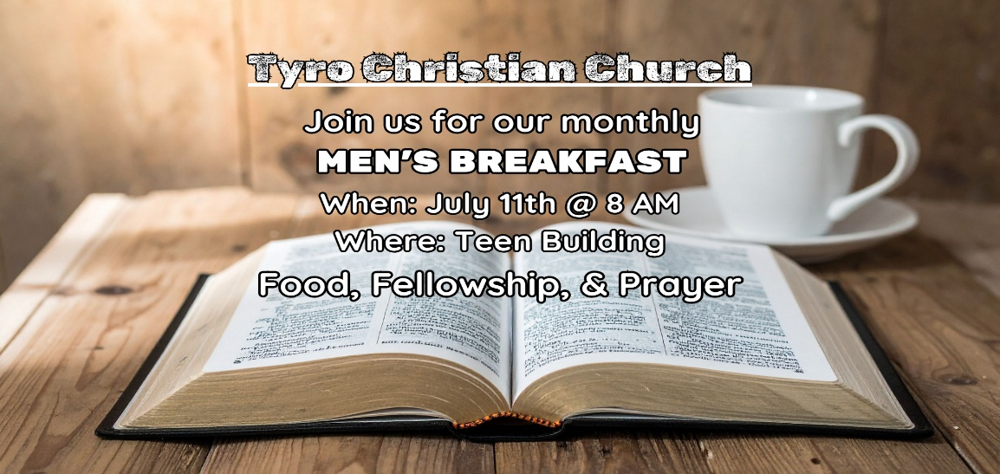 Tyro Christian Church
Join us for our monthly
MEN'S BREAKFAST
When: July 11th @ 8 AM
Where: Teen Building
Food, Fellowship, & Prayer